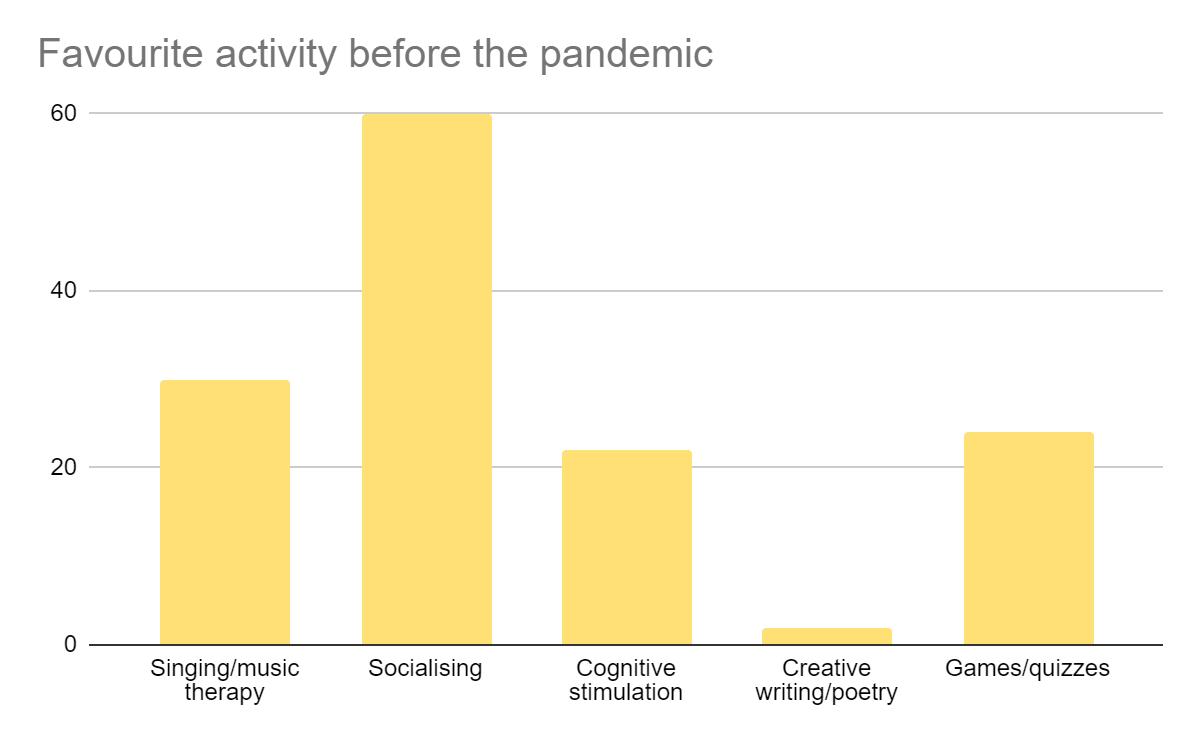 Favourite activity before the pandemic
60
40
20
0
Singing/music
therapy
Socialising
Cognitive
stimulation
Creative
writing/poetry
Games/quizzes